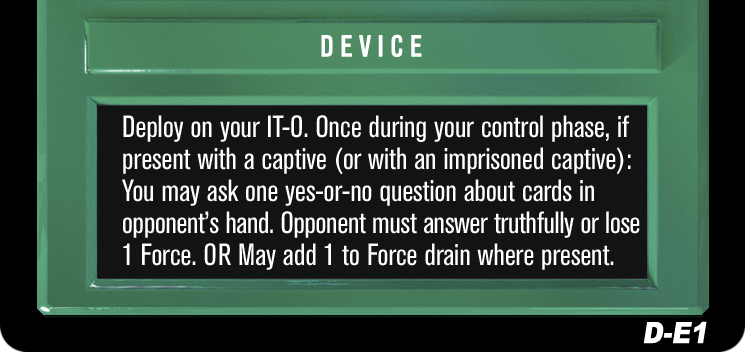 DEVICE
Deploy on your IT-O. Once during your control phase, if
present with a captive (or with an imprisoned captive):
You may ask one yes-or-no question about cards in
opponent's hand. Opponent must answer truthfully or lose
1 Force. OR May add 1 to Force drain where present.
D-E1